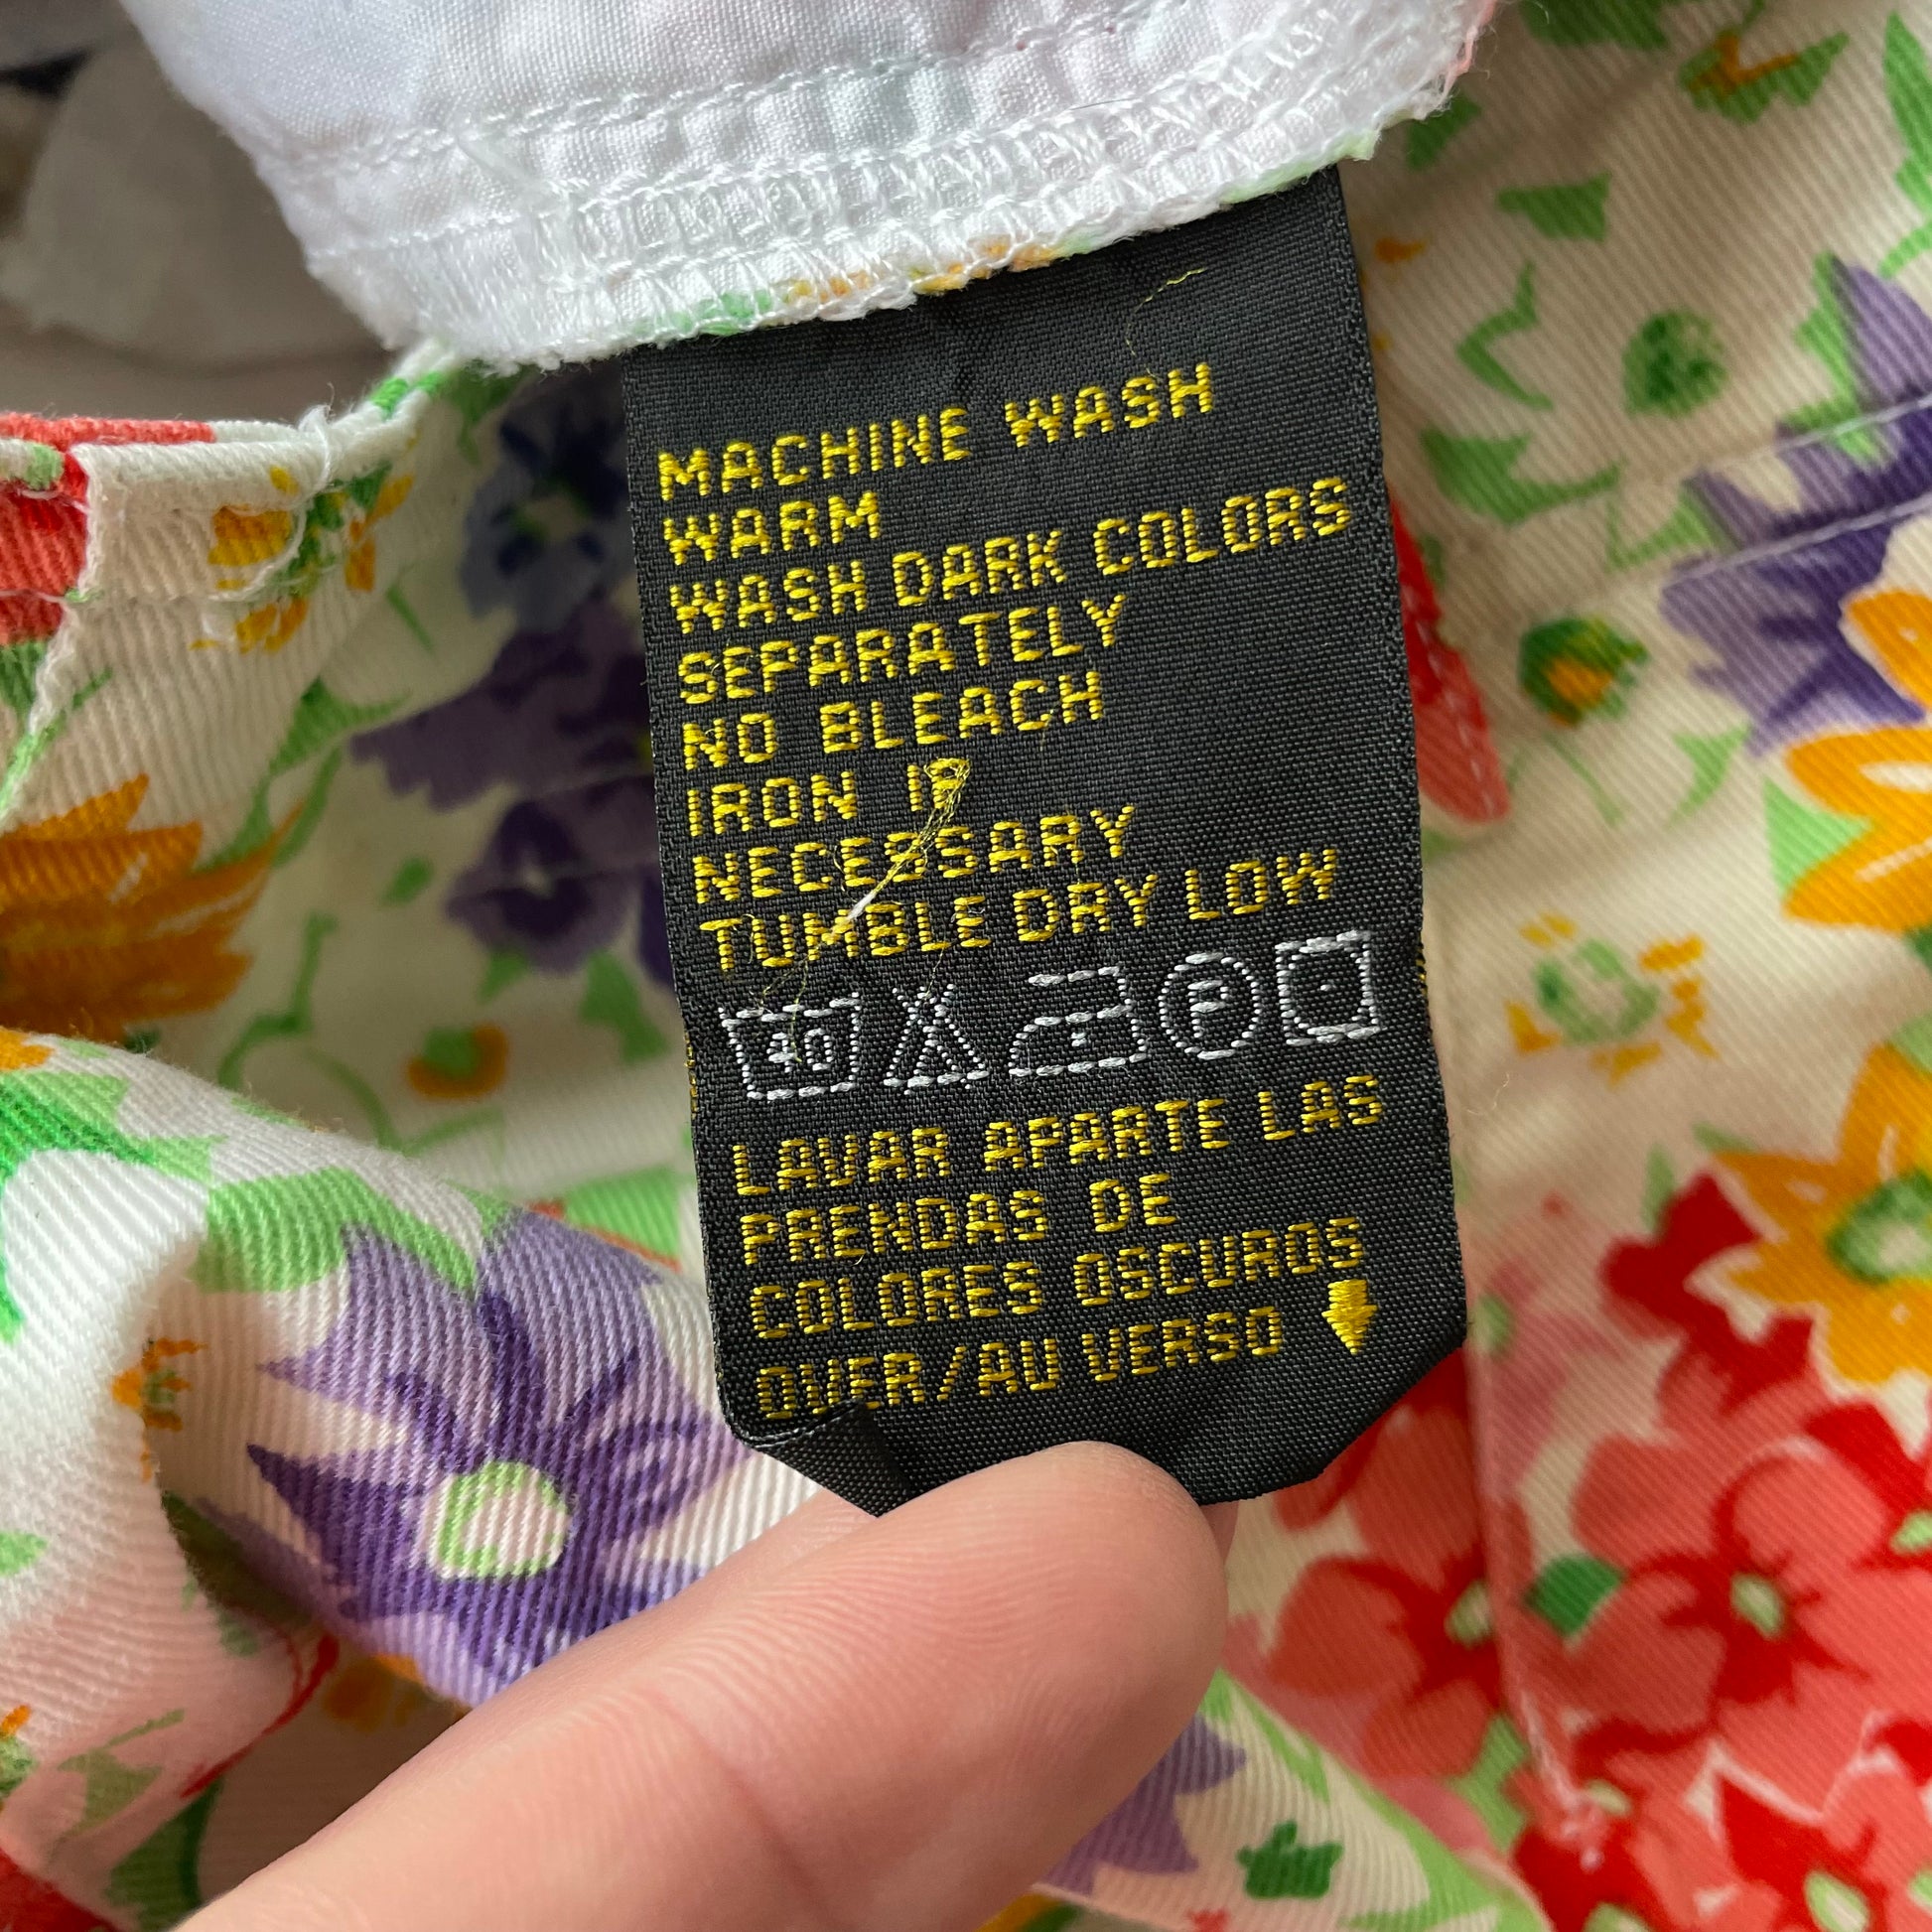 MACHINE WASH
WARM
WASH DARK COLORS
SEPARATELY
NO BLEACH
IRON IF
NECESSARY
TUMBLE DRY LOW
40 P
LAVAR APARTE LAS
PRENDAS DE
COLORES OSCUROS
OVER/AU VERSO